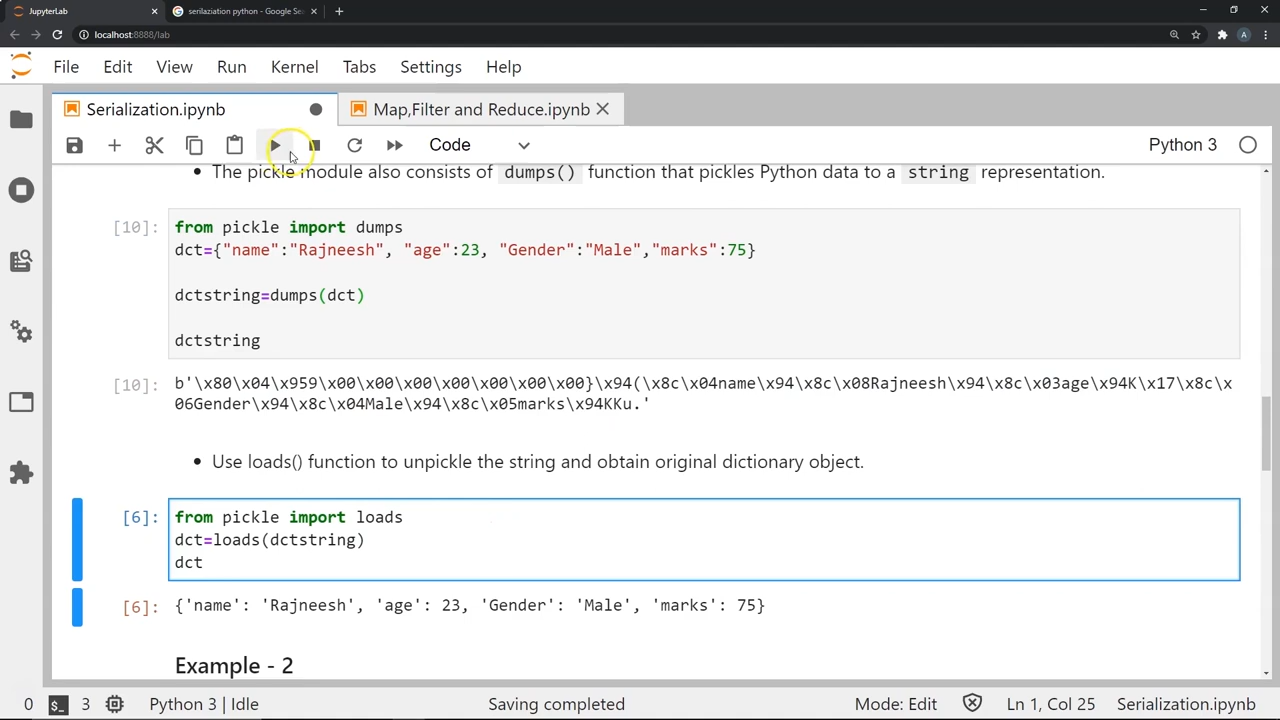 JupyterLab
serilaziation python - Google Sea
localhost:8888/lab
A
File Edit View Run Kernel Tabs Settings Help
Serialization.ipynb
Map,Filter and Reduce.ipynb
Code
Python 3
• The pickle module also consists of dumps() function that pickles Python data to a string representation.
[10]:
from pickle import dumps
dct={"name":"Rajneesh", "age":23, "Gender":"Male","marks":75}
dctstring=dumps(dct)
dctstring
[10]:
b'\x80\x04\x959\x00\x00\x00\x00\x00\x00\x00}\x94(\x8c\x04name\x94\x8c\x08Rajneesh\x94\x8c\x03age\x94K\x17\x8c\x
06Gender\x94\x8c\x04Male\x94\x8c\x05marks\x94KKu.'
• Use loads() function to unpickle the string and obtain original dictionary object.
[6]:
from pickle import loads
dct=loads(dctstring)
dct
[6]:
{'name': 'Rajneesh', 'age': 23, 'Gender': 'Male', 'marks': 75}
Example - 2
0 $_ 3 Python 3 | Idle Saving completed Mode: Edit Ln 1, Col 25 Serialization.ipynb